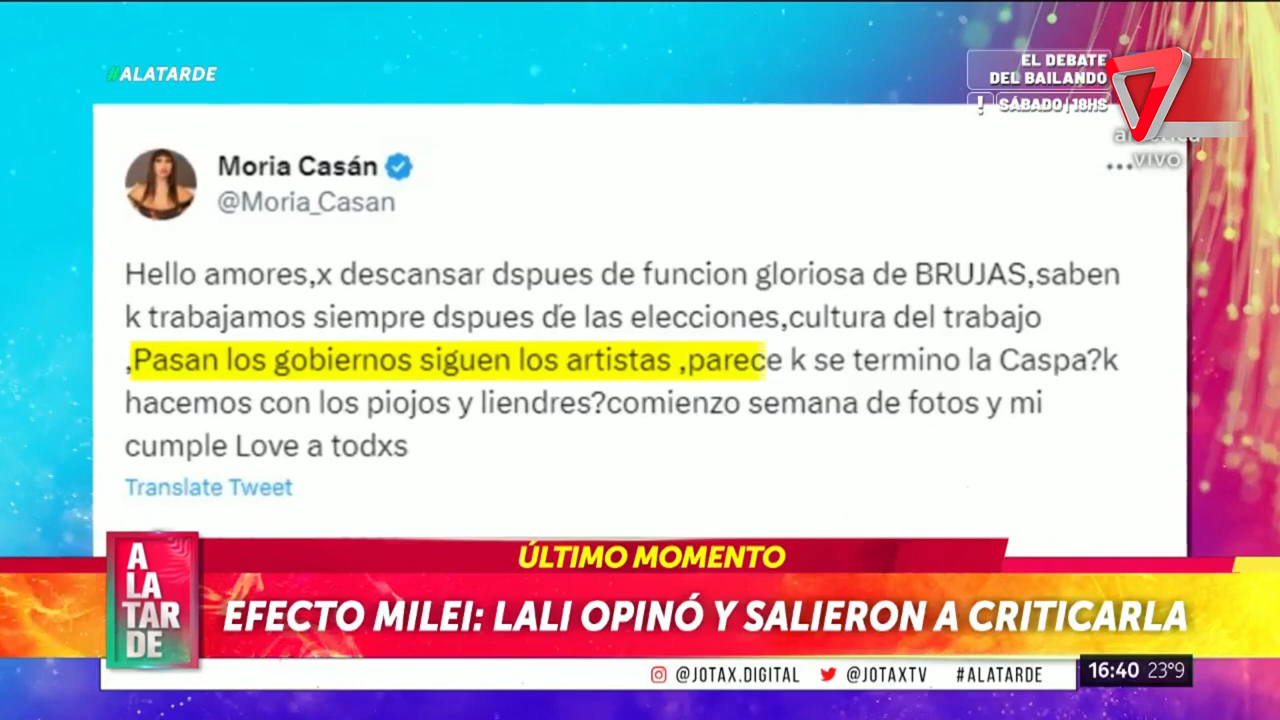 #ALATARDE
EL DEBATE
DEL BAILANDO
! SÁBADO | 18HS
VIVO
Moria Casán
@Moria_Casan
Hello amores,x descansar dspues de funcion gloriosa de BRUJAS,saben
k trabajamos siempre dspues de las elecciones,cultura del trabajo
,Pasan los gobiernos siguen los artistas ,parece k se termino la Caspa?k
hacemos con los piojos y liendres?comienzo semana de fotos y mi
cumple Love a todxs
Translate Tweet
A
LA
TAR
DE
ÚLTIMO MOMENTO
EFECTO MILEI: LALI OPINÓ Y SALIERON A CRITICARLA
@JOTAX.DIGITAL @JOTAXTV #ALATARDE
16:40 23°9